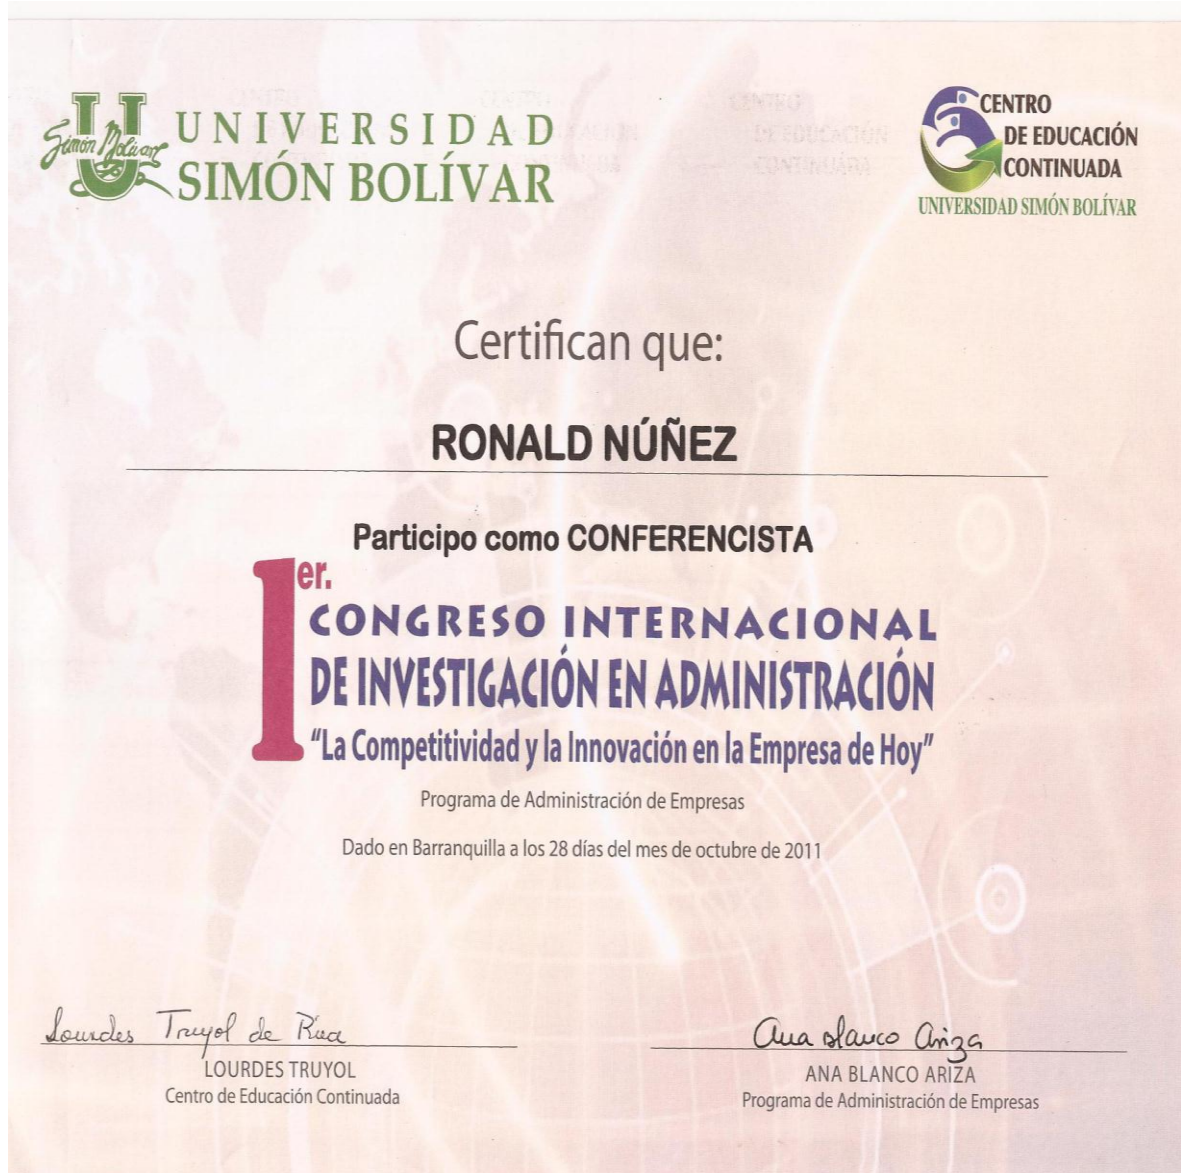 Simón Bolívar
U
UNIVERSIDAD
SIMÓN BOLÍVAR
CENTRO
DE EDUCACIÓN
CONTINUADA
UNIVERSIDAD SIMÓN BOLÍVAR
Certifican que:
RONALD NÚÑEZ
Participo como CONFERENCISTA
1er.
CONGRESO INTERNACIONAL
DE INVESTIGACIÓN EN ADMINISTRACIÓN
“La Competitividad y la Innovación en la Empresa de Hoy”
Programa de Administración de Empresas
Dado en Barranquilla a los 28 días del mes de octubre de 2011
Lourdes Truyol de
LOURDES TRUYOL
Centro de Educación Continuada
Ana Blanco Ariza
ANA BLANCO ARIZA
Programa de Administración de Empresas